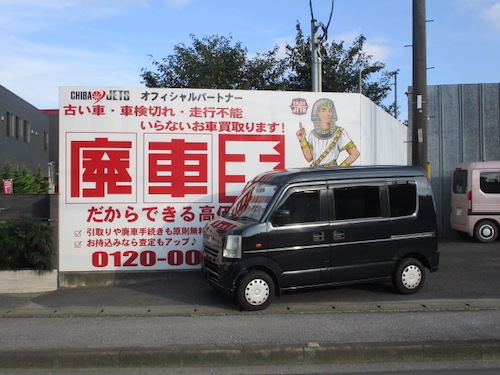 CHIBA JETS オフィシャルパートナー
古い車・車検切れ・走行不能
いらないお車買取ります!
廃車王
だからできる高
引取りや廃車手続きも原則無料
お持込みなら査定もアップ♪
0120-00